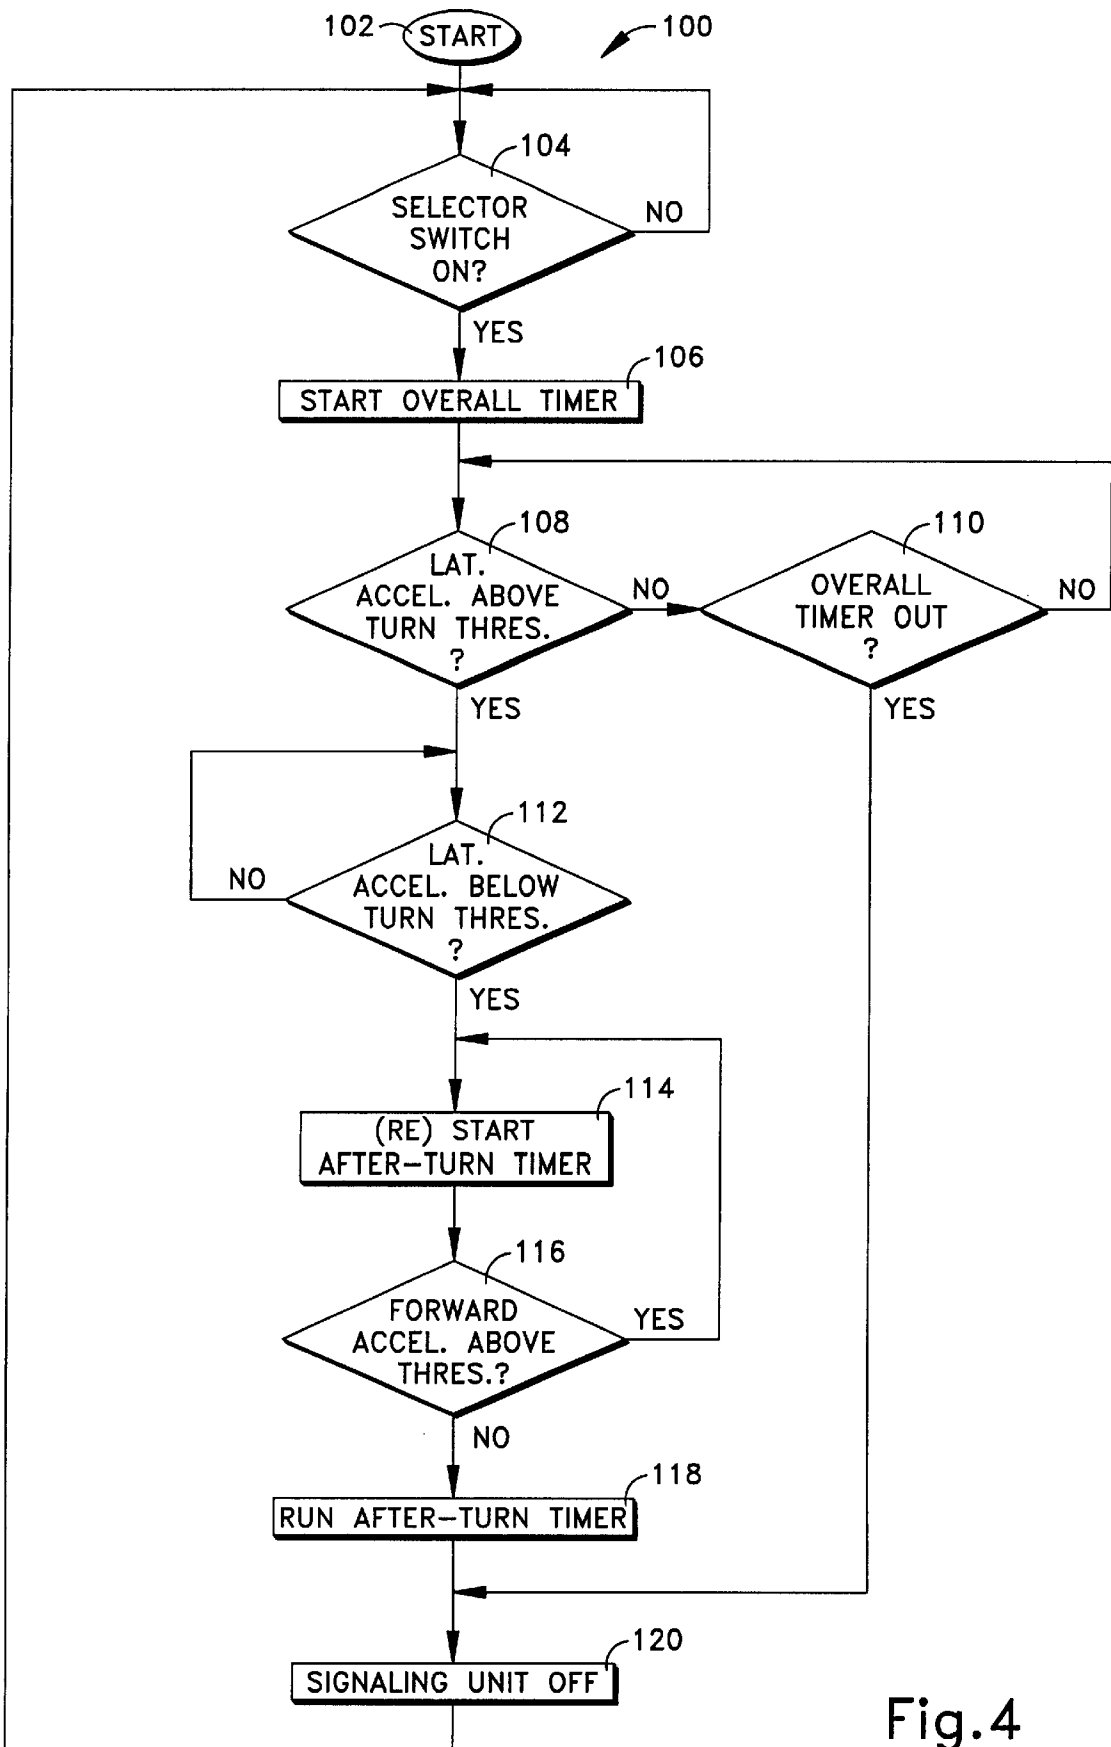 102
START
100
104
SELECTOR
SWITCH
ON?
NO
YES
106
START OVERALL TIMER
108
LAT.
ACCEL. ABOVE
TURN THRES.
?
NO
110
OVERALL
TIMER OUT
?
NO
YES
YES
112
LAT.
ACCEL. BELOW
TURN THRES.
?
NO
YES
114
(RE) START
AFTER-TURN TIMER
116
FORWARD
ACCEL. ABOVE
THRES.?
YES
NO
118
RUN AFTER-TURN TIMER
120
SIGNALING UNIT OFF
Fig.4